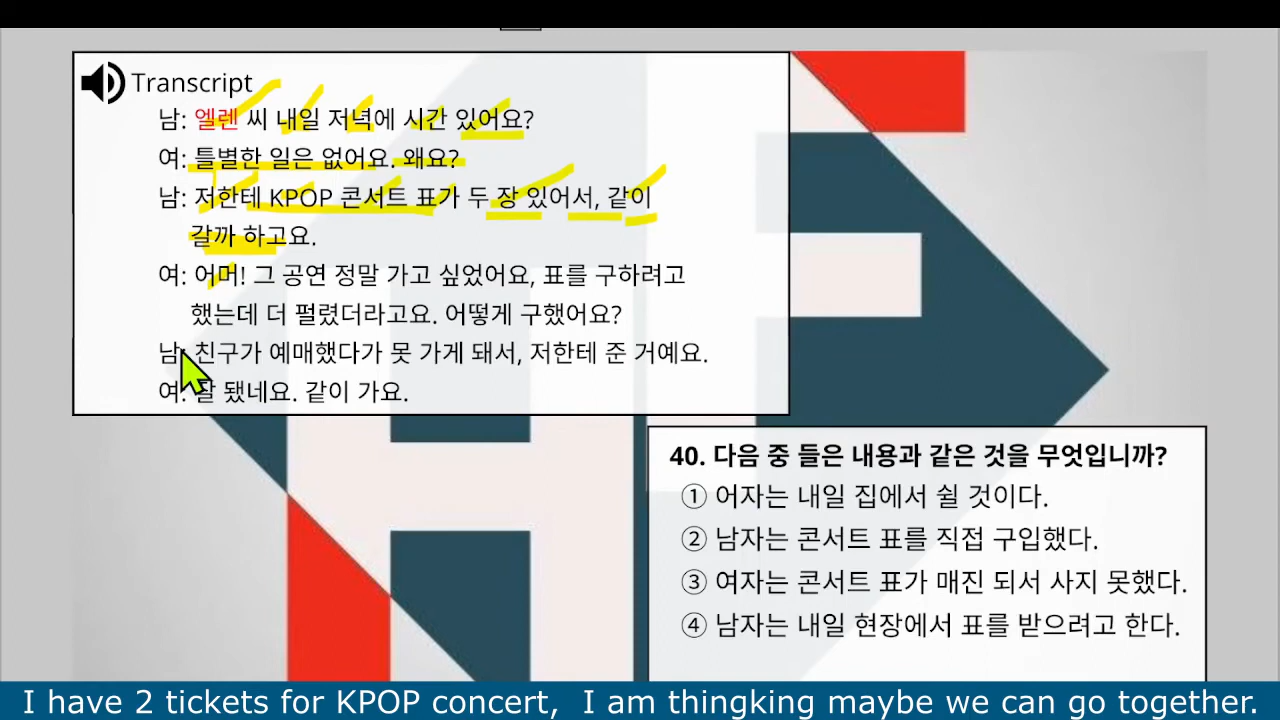 Transcript
남: 엘렌 씨 내일 저녁에 시간 있어요?
여: 틀별한 일은 없어요. 왜요?
남: 저한테 KPOP 콘서트 표가 두 장 있어서, 같이
갈까 하고요.
여: 어머! 그 공연 정말 가고 싶었어요, 표를 구하려고
했는데 더 펄렸더라고요. 어떻게 구했어요?
남: 친구가 예매했다가 못 가게 돼서, 저한테 준 거예요.
여: 잘 됐네요. 같이 가요.
40. 다음 중 들은 내용과 같은 것을 무엇입니까?
① 어자는 내일 집에서 쉴 것이다.
② 남자는 콘서트 표를 직접 구입했다.
③ 여자는 콘서트 표가 매진 되서 사지 못했다.
④ 남자는 내일 현장에서 표를 받으려고 한다.
I have 2 tickets for KPOP concert, I am thingking maybe we can go together.